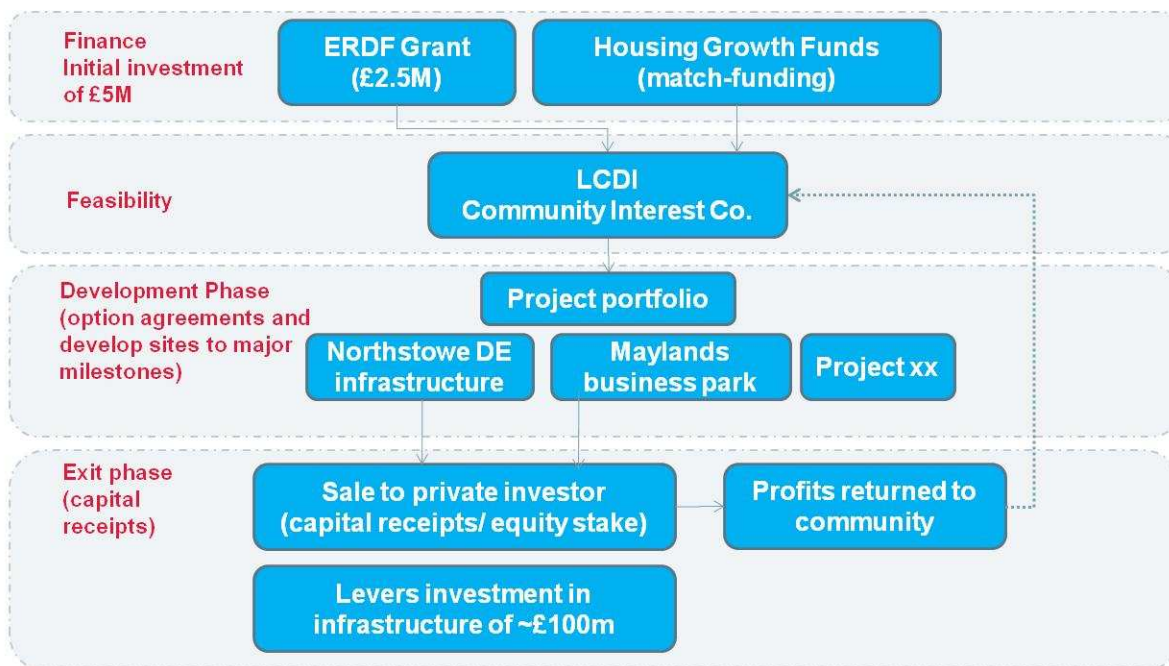 Finance
Initial investment
of £5M
ERDF Grant
(£2.5M)
Housing Growth Funds
(match-funding)
Feasibility
LCDI
Community Interest Co.
Development Phase
(option agreements and
develop sites to major
milestones)
Project portfolio
Northstowe DE
infrastructure
Maylands
business park
Project xx
Exit phase
(capital
receipts)
Sale to private investor
(capital receipts/ equity stake)
Profits returned to
community
Levers investment in
infrastructure of ~£100m